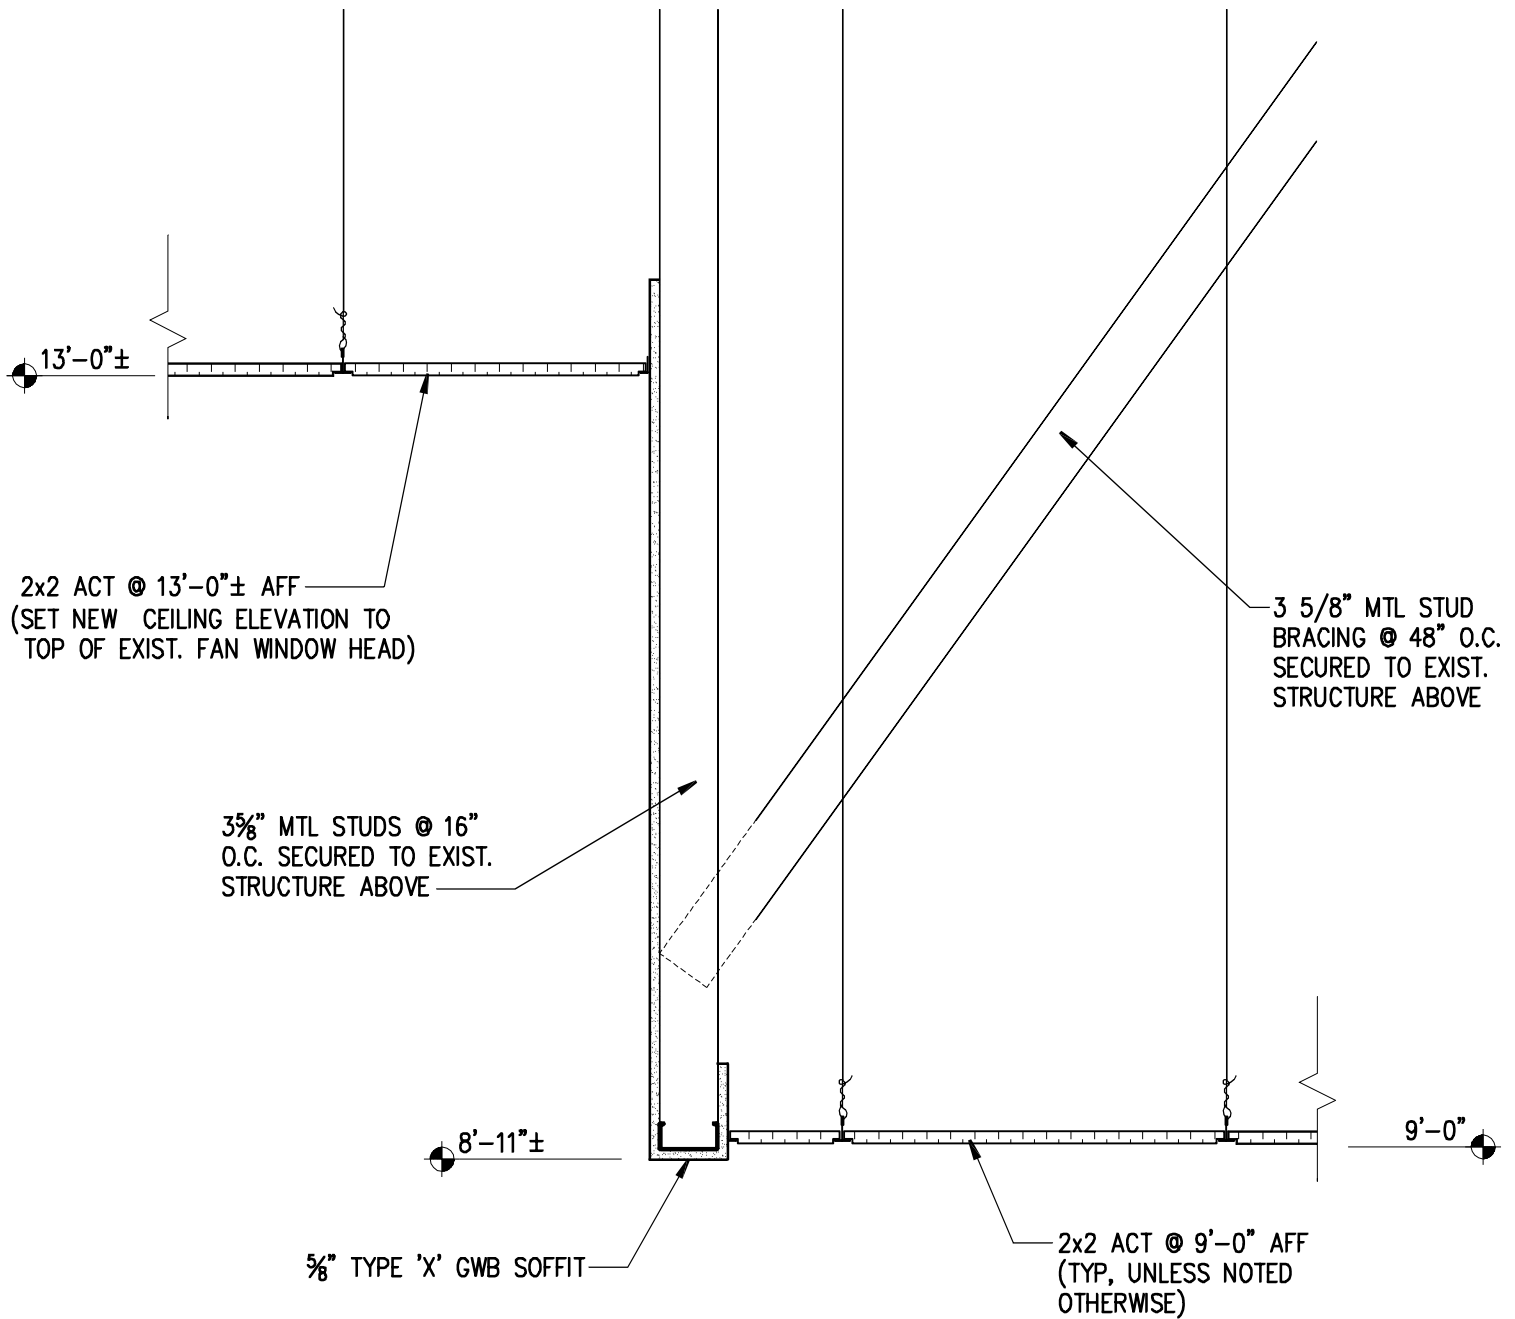 13'-0"±
2x2 ACT @ 13'-0"± AFF
(SET NEW CEILING ELEVATION TO
TOP OF EXIST. FAN WINDOW HEAD)
3 5/8" MTL STUD
BRACING @ 48" O.C.
SECURED TO EXIST.
STRUCTURE ABOVE
3⅝" MTL STUDS @ 16"
O.C. SECURED TO EXIST.
STRUCTURE ABOVE
8'-11"±
9'-0"
⅝" TYPE 'X' GWB SOFFIT
2x2 ACT @ 9'-0" AFF
(TYP, UNLESS NOTED
OTHERWISE)